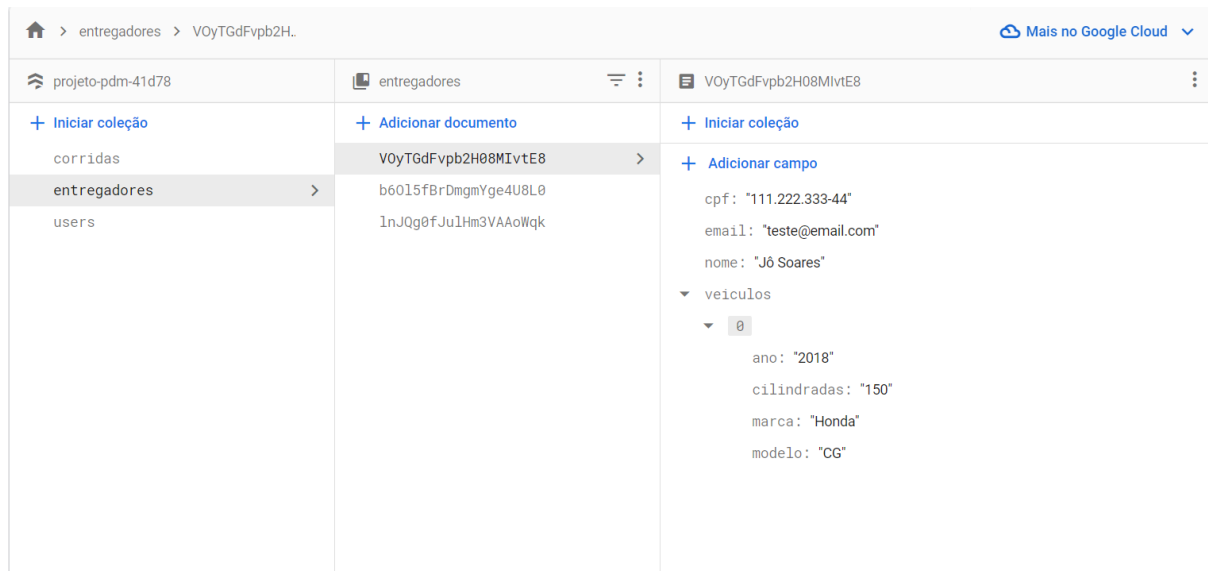 > entregadores > VOyTGdFvpb2H..
Mais no Google Cloud
projeto-pdm-41d78
+ Iniciar coleção
corridas
entregadores >
users
entregadores
+ Adicionar documento
VOyTGdFvpb2H08MIvtE8 >
b6Ol5fBrDmgmYge4U8L0
lnJQg0fJulHm3VAAoWqk
VOyTGdFvpb2H08MIvtE8
+ Iniciar coleção
+ Adicionar campo
cpf: "111.222.333-44"
email: "teste@email.com"
nome: "Jô Soares"
veiculos
0
ano: "2018"
cilindradas: "150"
marca: "Honda"
modelo: "CG"